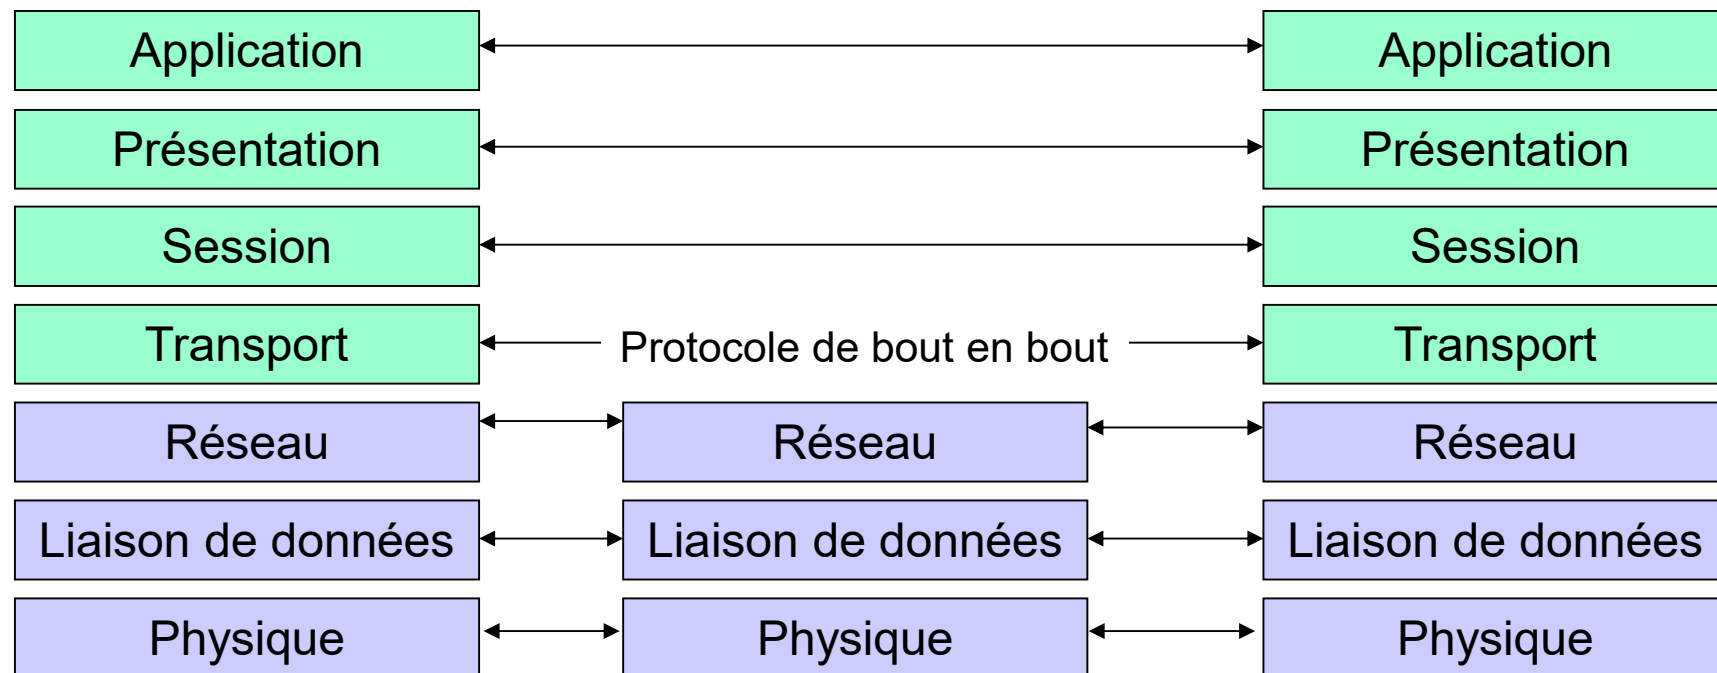 Application Application
Présentation Présentation
Session Session
Transport Protocole de bout en bout Transport
Réseau Réseau Réseau
Liaison de données Liaison de données Liaison de données
Physique Physique Physique